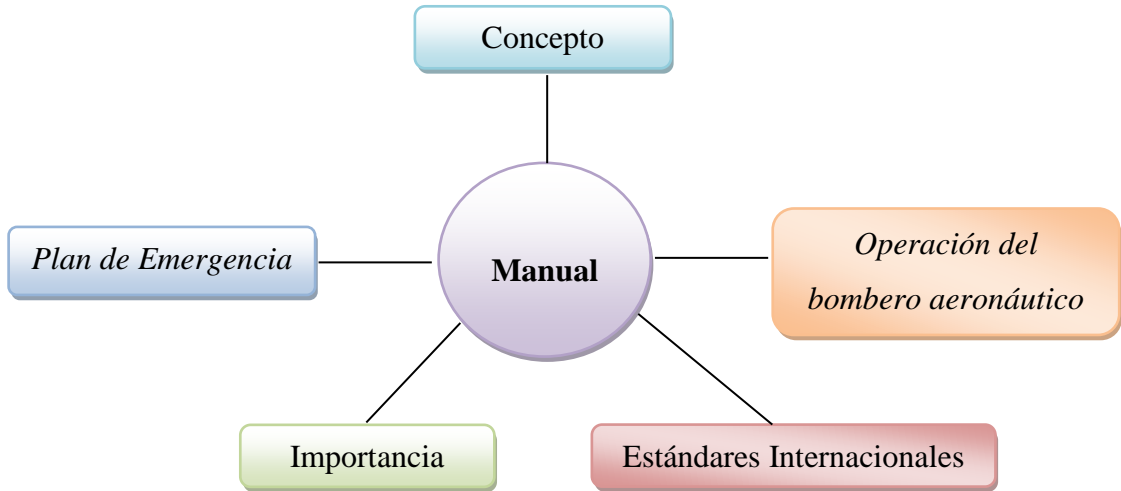 Concepto
Plan de Emergencia
Manual
Operación del
bombero aeronáutico
Importancia
Estándares Internacionales